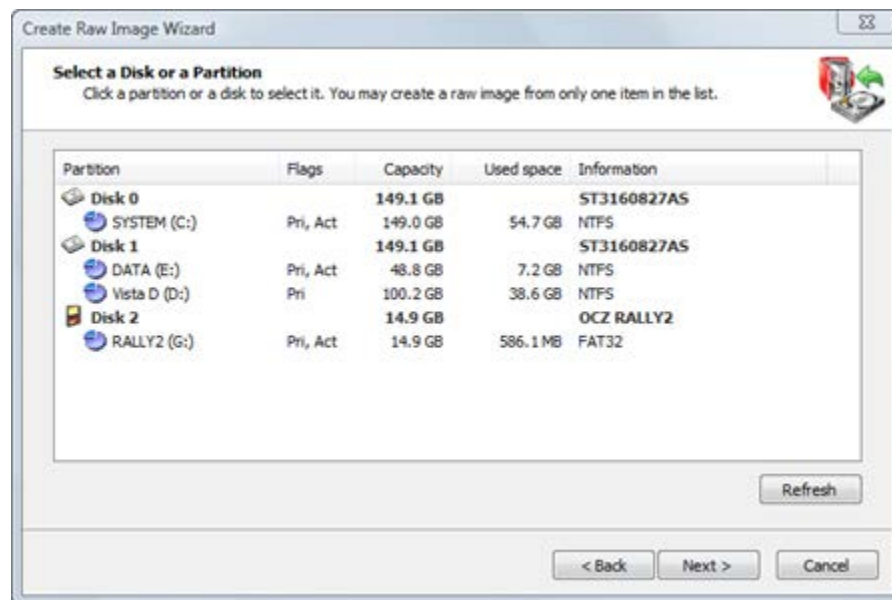 Create Raw Image Wizard
Select a Disk or a Partition
Click a partition or a disk to select it. You may create a raw image from only one item in the list.
Partition Flags Capacity Used space Information
Disk 0 149.1 GB ST3160827AS
SYSTEM (C:) Pri, Act 149.0 GB 54.7 GB NTFS
Disk 1 149.1 GB ST3160827AS
DATA (E:) Pri, Act 48.8 GB 7.2 GB NTFS
Vista D (D:) Pri 100.2 GB 38.6 GB NTFS
Disk 2 14.9 GB OCZ RALLY2
RALLY2 (G:) Pri, Act 14.9 GB 586.1 MB FAT32
Refresh
< Back Next > Cancel